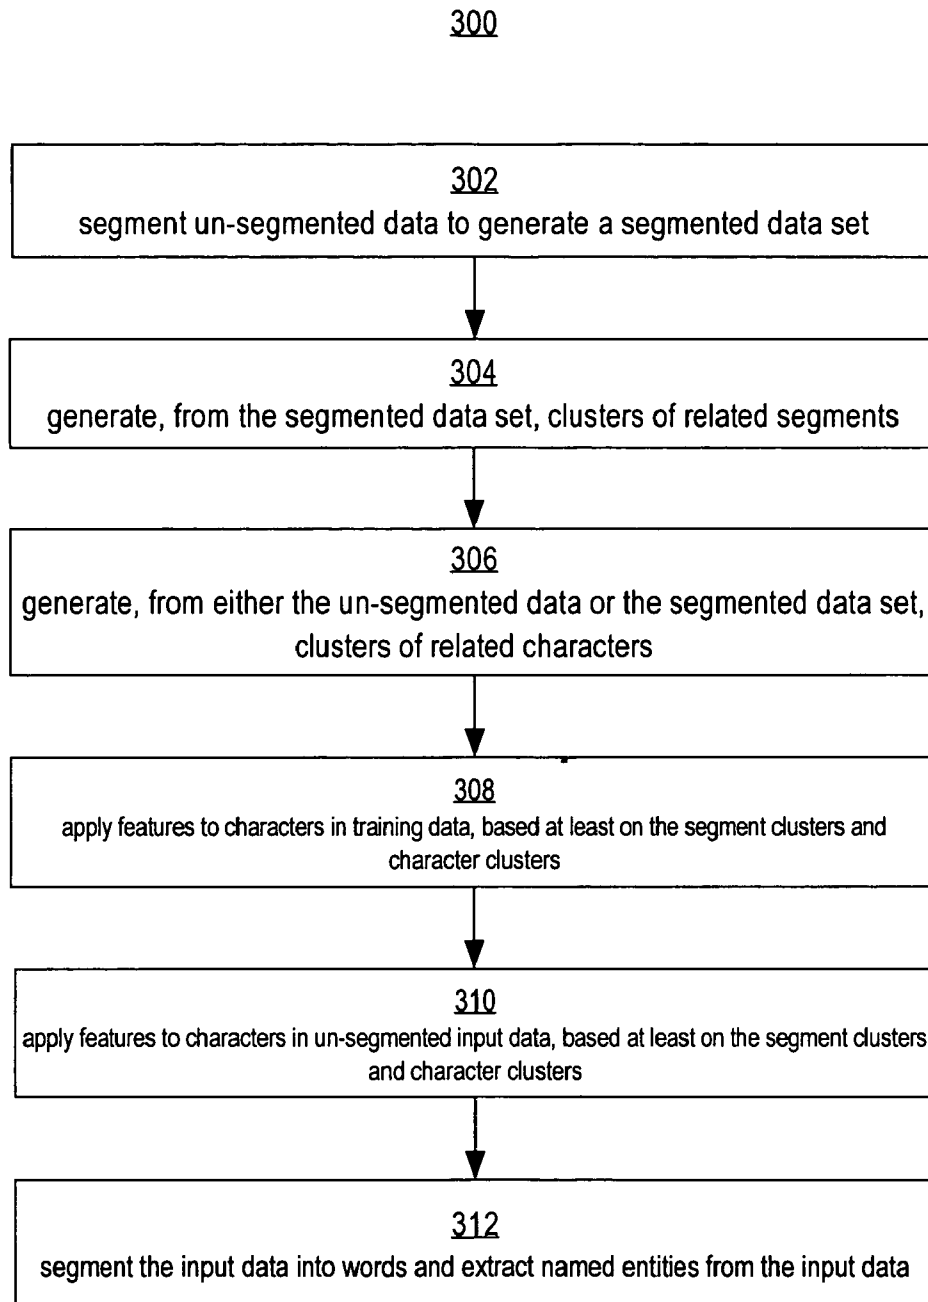 300
302
segment un-segmented data to generate a segmented data set
304
generate, from the segmented data set, clusters of related segments
306
generate, from either the un-segmented data or the segmented data set,
clusters of related characters
308
apply features to characters in training data, based at least on the segment clusters and
character clusters
310
apply features to characters in un-segmented input data, based at least on the segment clusters
and character clusters
312
segment the input data into words and extract named entities from the input data